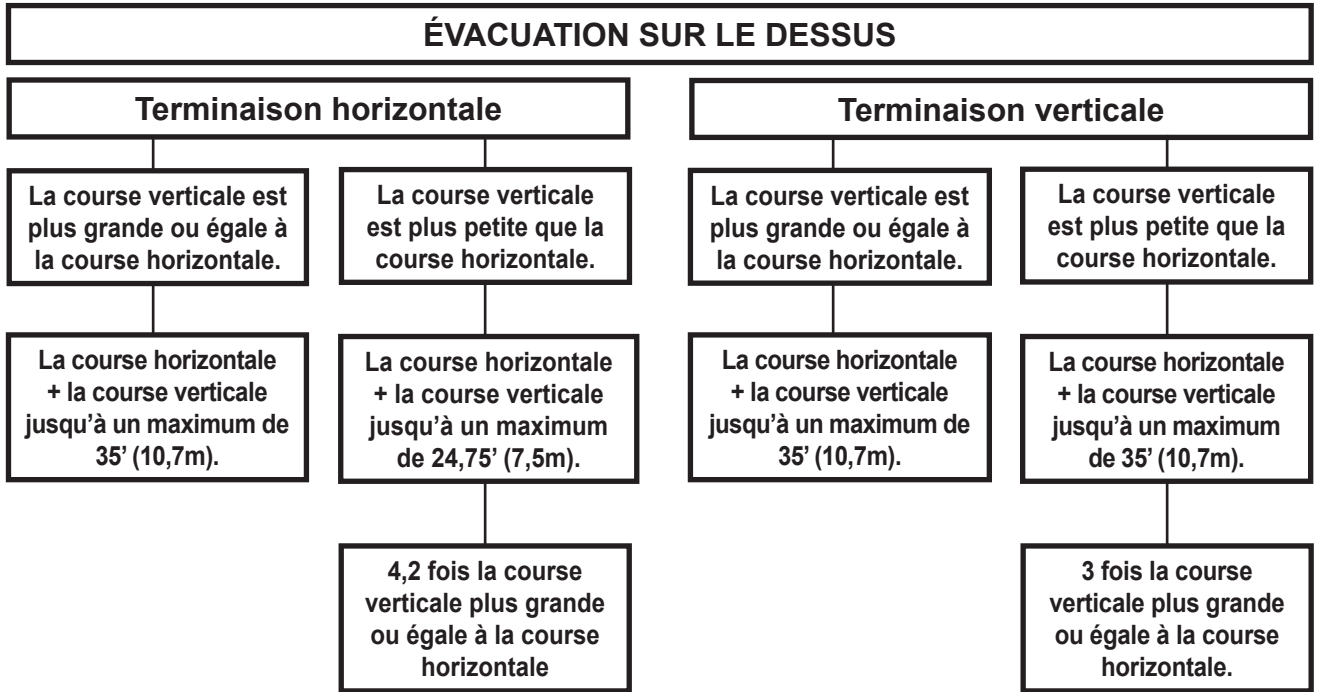 ÉVACUATION SUR LE DESSUS
Terminaison horizontale
La course verticale est
plus grande ou égale à
la course horizontale.
La course horizontale
+ la course verticale
jusqu’à un maximum de
35’ (10,7m).
La course verticale
est plus petite que la
course horizontale.
La course horizontale
+ la course verticale
jusqu’à un maximum
de 24,75’ (7,5m).
4,2 fois la course
verticale plus grande
ou égale à la course
horizontale
Terminaison verticale
La course verticale est
plus grande ou égale à
la course horizontale.
La course horizontale
+ la course verticale
jusqu’à un maximum de
35’ (10,7m).
La course verticale
est plus petite que la
course horizontale.
La course horizontale
+ la course verticale
jusqu’à un maximum
de 35’ (10,7m).
3 fois la course
verticale plus grande
ou égale à la course
horizontale.